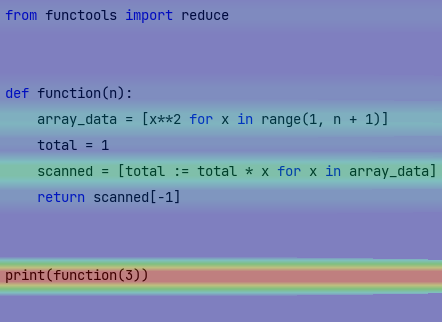 from functools import reduce
def function(n):
    array_data = [x**2 for x in range(1, n + 1)]
    total = 1
    scanned = [total := total * x for x in array_data]
    return scanned[-1]
print(function(3))